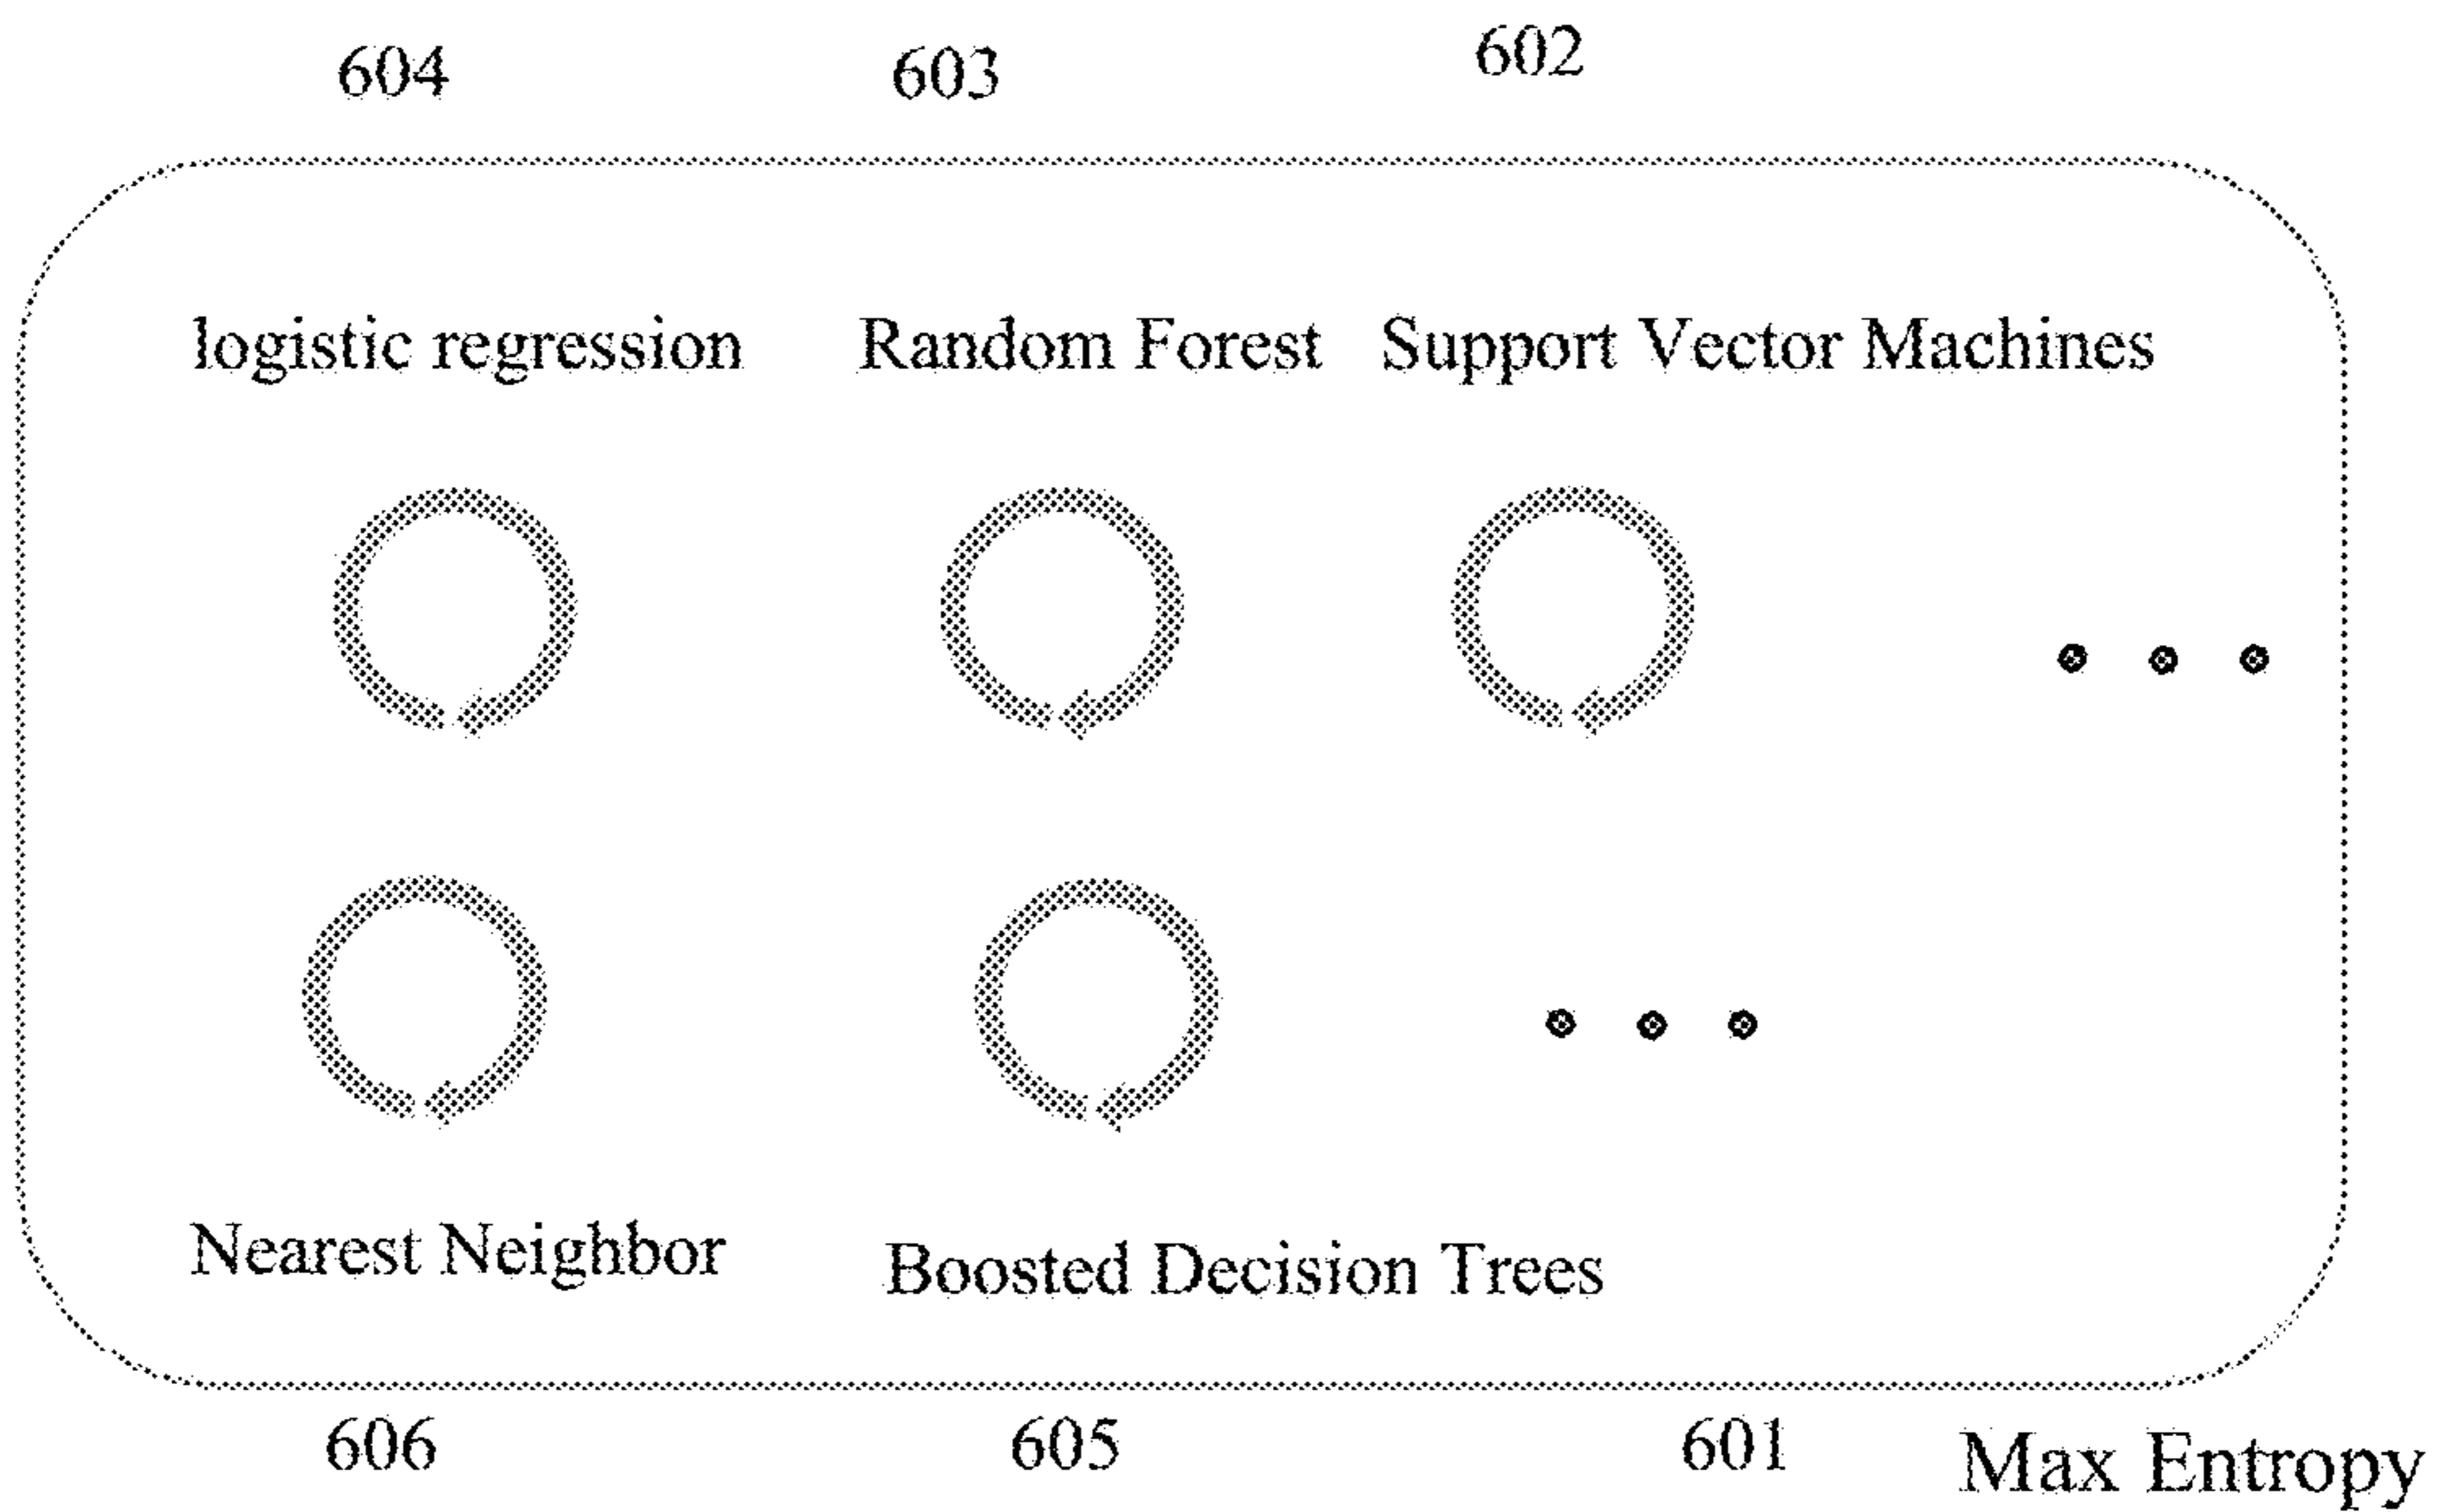 604 603 602
logistic regression Random Forest Support Vector Machines
Nearest Neighbor Boosted Decision Trees
606 605 601 Max Entropy